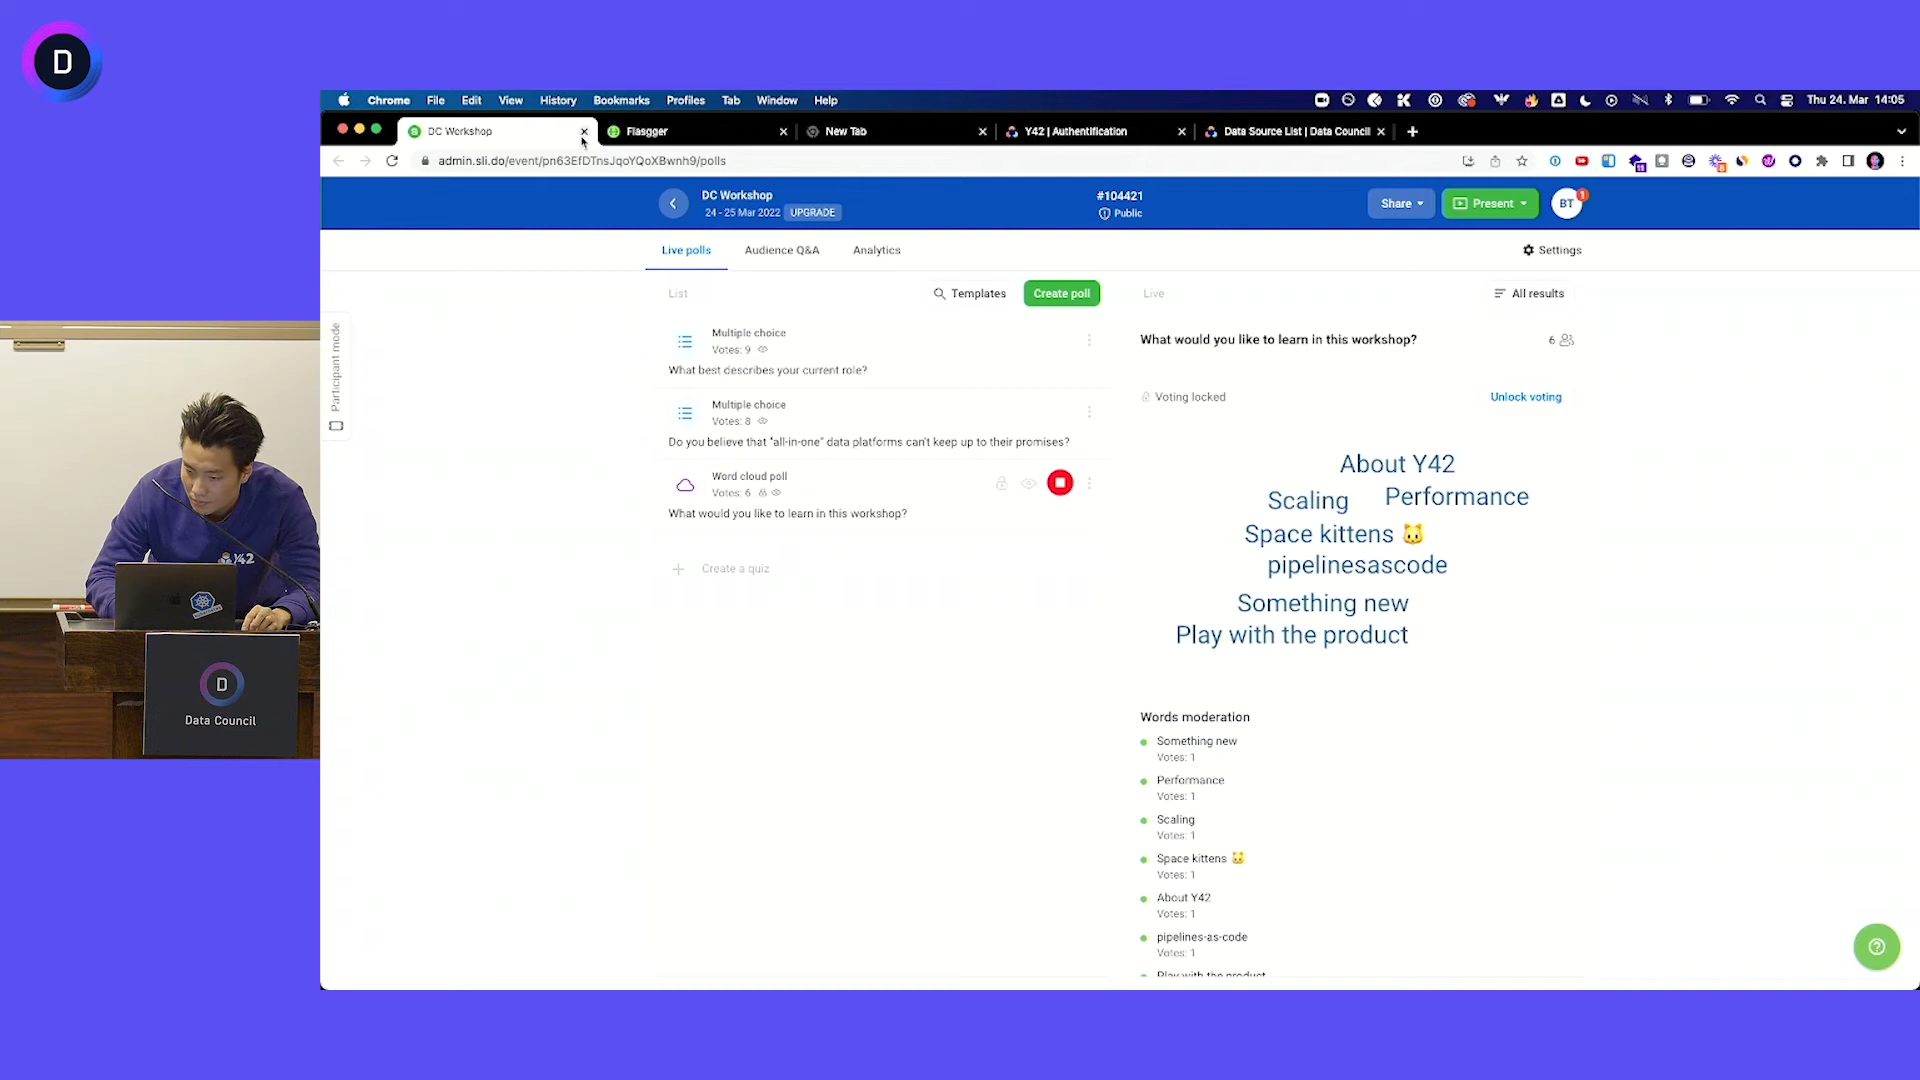 D
Chrome File Edit View History Bookmarks Profiles Tab Window Help
Thu 24. Mar 14:05
DC Workshop
Flasgger
New Tab
Y42 | Authentification
Data Source List | Data Council
admin.sli.do/event/pn63EfDTnsJqoYQoXBwnh9/polls
DC Workshop
24 - 25 Mar 2022 UPGRADE
#104421
Public
Share
Present
BT
1
Live polls
Audience Q&A
Analytics
Settings
Participant mode
List
Templates
Create poll
Multiple choice
Votes: 9
What best describes your current role?
Multiple choice
Votes: 8
Do you believe that "all-in-one" data platforms can't keep up to their promises?
Word cloud poll
Votes: 6
What would you like to learn in this workshop?
Create a quiz
Live
All results
What would you like to learn in this workshop?
6
Voting locked
Unlock voting
About Y42
Scaling Performance
Space kittens 🐱
pipelinesascode
Something new
Play with the product
Words moderation
Something new
Votes: 1
Performance
Votes: 1
Scaling
Votes: 1
Space kittens 🐱
Votes: 1
About Y42
Votes: 1
pipelines-as-code
Votes: 1
Play with the product
Y42
D
Data Council